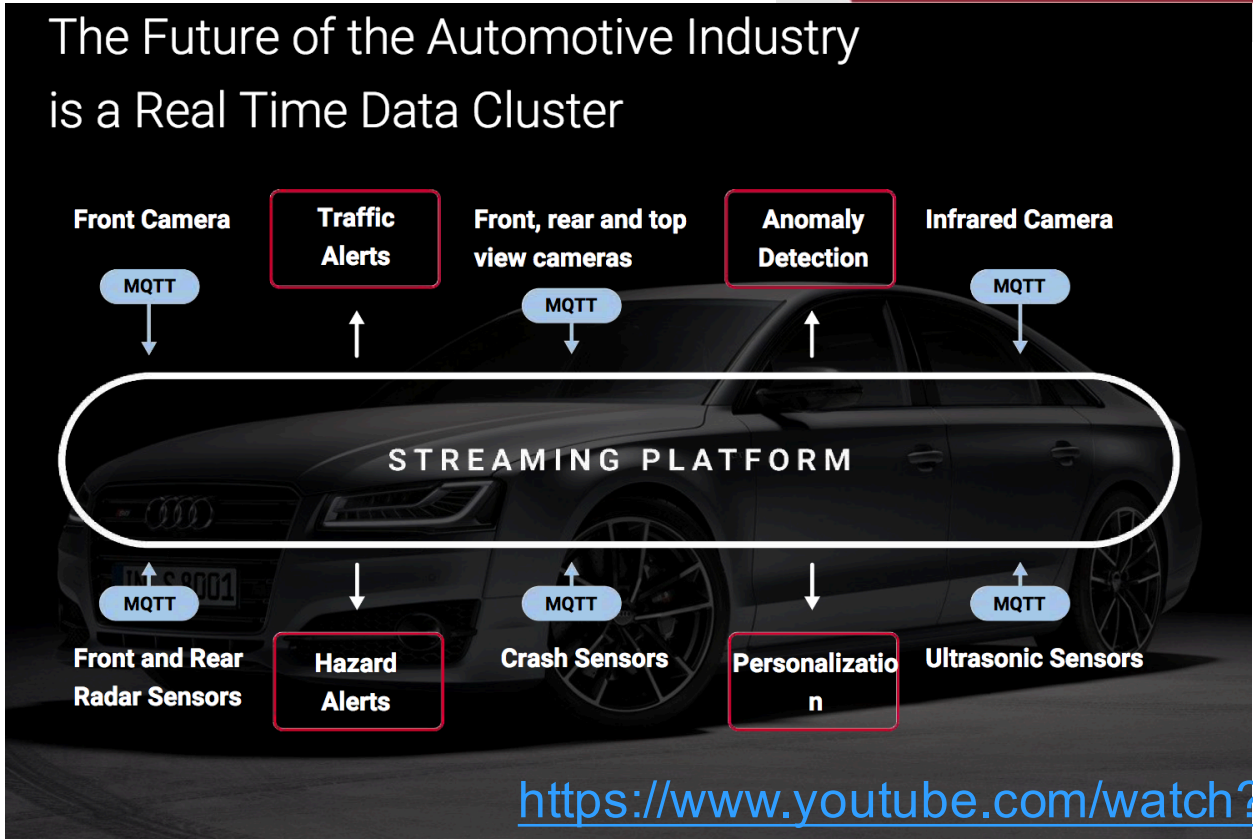 The Future of the Automotive Industry
is a Real Time Data Cluster
Front Camera
MQTT
Traffic
Alerts
Front, rear and top
view cameras
MQTT
Anomaly
Detection
Infrared Camera
MQTT
STREAMING PLATFORM
MQTT
Front and Rear
Radar Sensors
Hazard
Alerts
MQTT
Crash Sensors
Personalizatio
n
MQTT
Ultrasonic Sensors
https://www.youtube.com/watch?